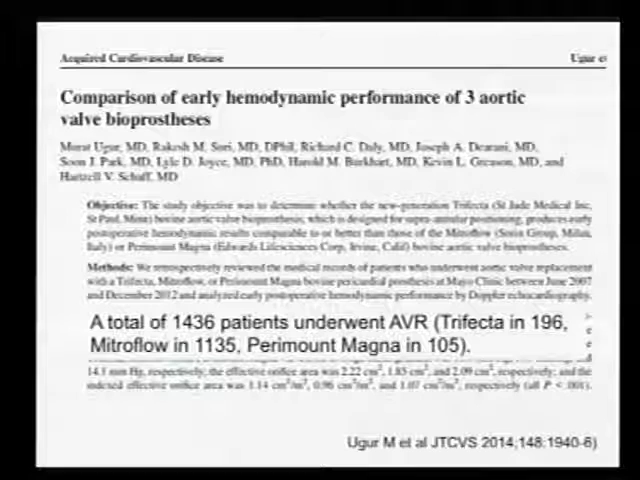 Acquired Cardiovascular Disease Ugur et
Comparison of early hemodynamic performance of 3 aortic
valve bioprostheses
Murat Ugur, MD, Rakesh M. Suri, MD, DPhil, Richard C. Daly, MD, Joseph A. Dearani, MD,
Soon J. Park, MD, Lyle D. Joyce, MD, PhD, Harold M. Burkhart, MD, Kevin L. Greason, MD, and
Hartzell V. Schaff, MD
Objective: The study objective was to determine whether the new-generation Trifecta (St Jude Medical Inc,
St Paul, Minn) bovine aortic valve bioprosthesis, which is designed for supra-annular positioning, produces early
postoperative hemodynamic results comparable to or better than those of the Mitroflow (Sorin Group, Milan,
Italy) or Perimount Magna (Edwards Lifesciences Corp, Irvine, Calif) bovine aortic valve bioprostheses.
Methods: We retrospectively reviewed the medical records of patients who underwent aortic valve replacement
with a Trifecta, Mitroflow, or Perimount Magna bovine pericardial prosthesis at Mayo Clinic between June 2007
and December 2012 and analyzed early postoperative hemodynamic performance by Doppler echocardiography.
A total of 1436 patients underwent AVR (Trifecta in 196,
Mitroflow in 1135, Perimount Magna in 105).
14.1 mm Hg, respectively; the effective orifice area was 2.22 cm², 1.85 cm², and 2.09 cm², respectively; and the
indexed effective orifice area was 1.14 cm²/m², 0.96 cm²/m², and 1.07 cm²/m², respectively (all P < .001).
Ugur M et al JTCVS 2014;148:1940-6)